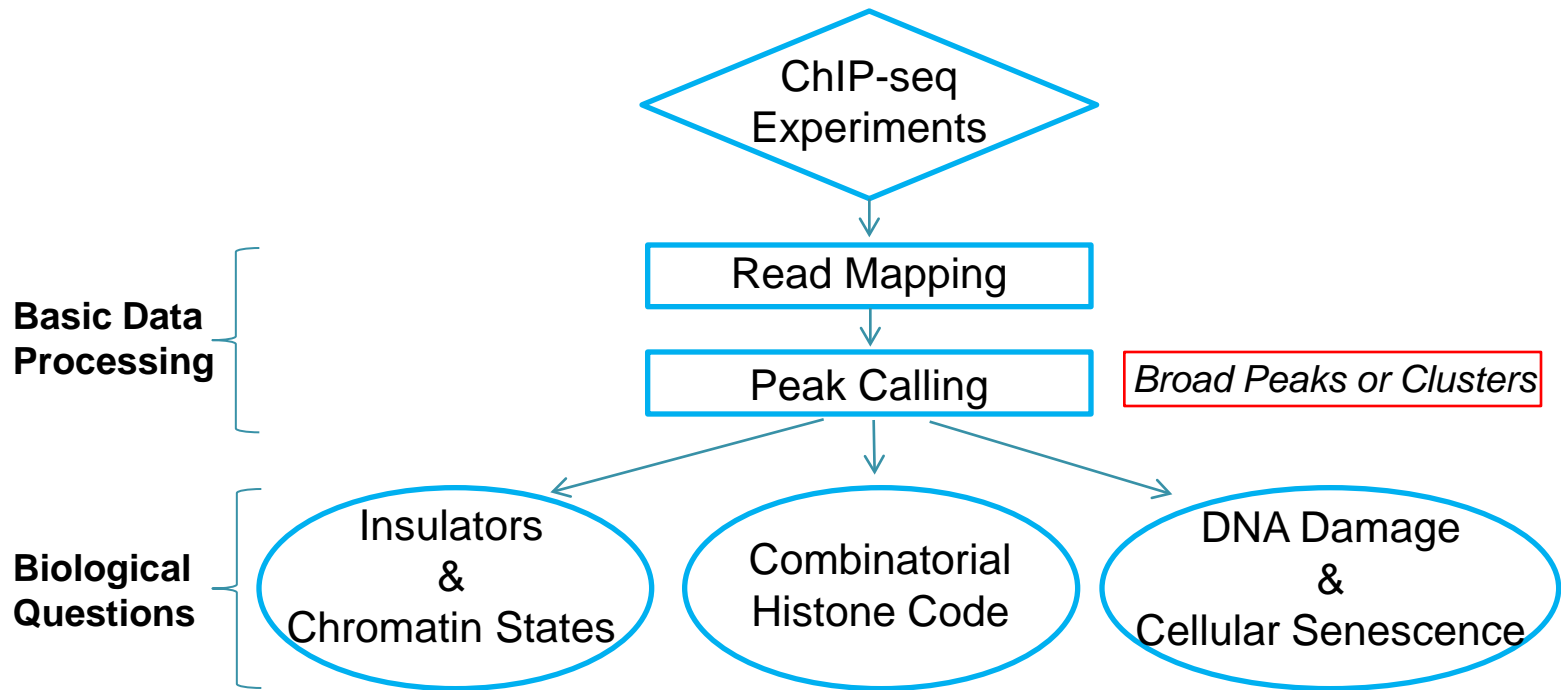 ChIP-seq
Experiments
Read Mapping
Basic Data
Processing
Peak Calling
Broad Peaks or Clusters
Biological
Questions
Insulators
&
Chromatin States
Combinatorial
Histone Code
DNA Damage
&
Cellular Senescence